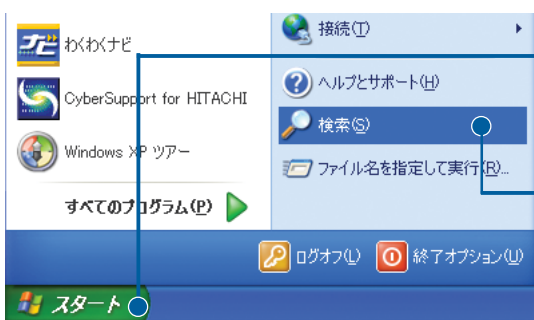 ナビ わくわくナビ
CyberSupport for HITACHI
Windows XP ツアー
すべてのプログラム(P)
接続(T)
ヘルプとサポート(H)
検索(S)
ファイル名を指定して実行(R)...
ログオフ(L) 終了オプション(U)
スタート